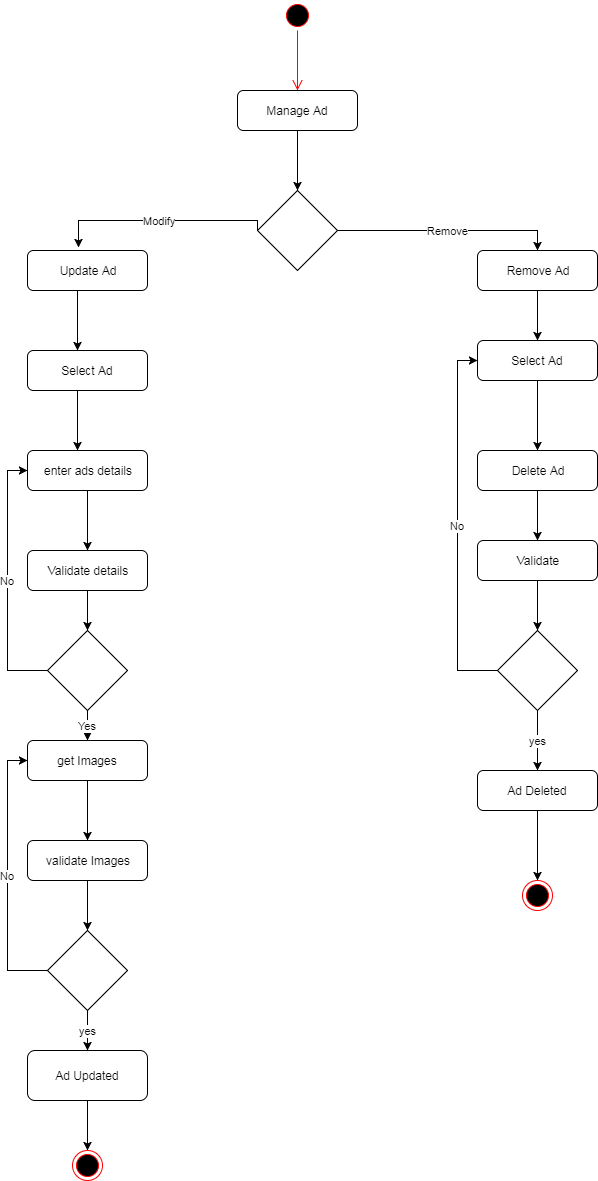 Manage Ad
Modify
Remove
Update Ad
Remove Ad
Select Ad
Select Ad
enter ads details
Delete Ad
No
Validate details
Validate
No
Yes
yes
get Images
Ad Deleted
validate Images
No
yes
Ad Updated